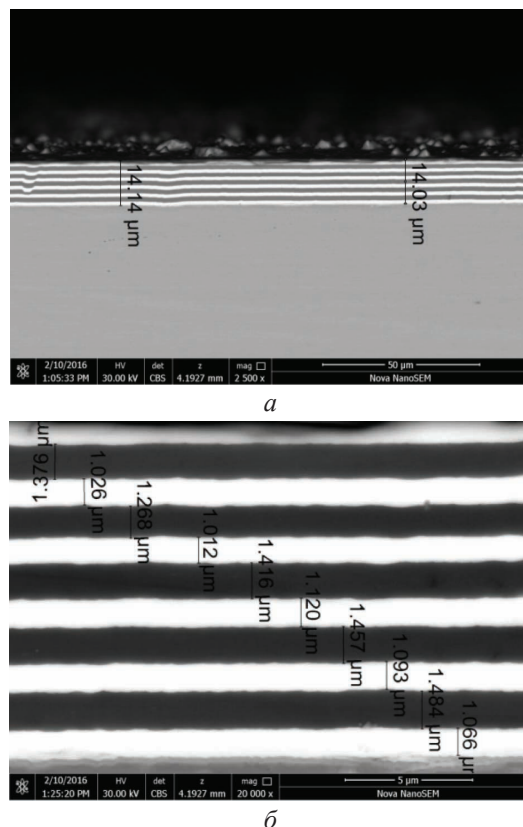 14.14 µm
14.03 µm
2/10/2016 HV det z mag 50 µm
1:05:33 PM 30.00 kV CBS 4.1927 mm 2 500 x Nova NanoSEM
а
1.376 µm
1.026 µm
1.268 µm
1.012 µm
1.416 µm
1.120 µm
1.457 µm
1.093 µm
1.484 µm
1.066 µ
2/10/2016 HV det z mag 5 µm
1:25:20 PM 30.00 kV CBS 4.1927 mm 20 000 x Nova NanoSEM
б